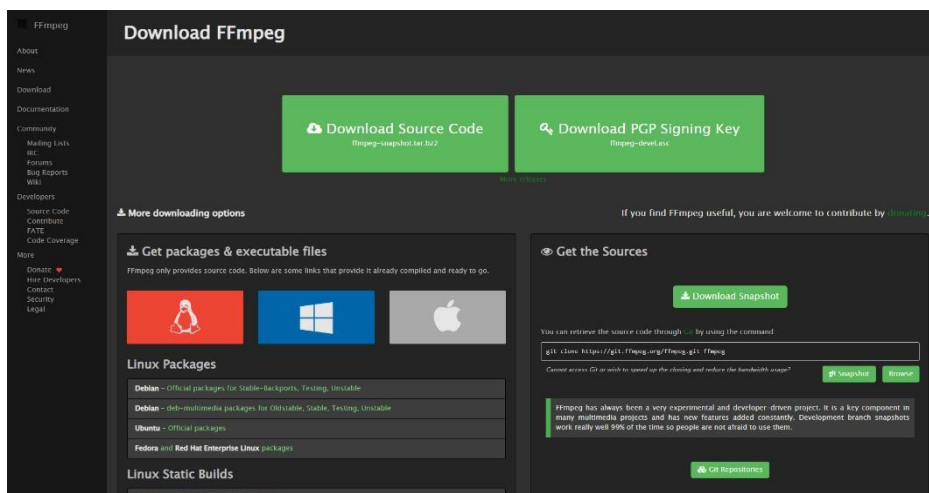 FFmpeg
About
News
Download
Documentation
Community
Mailing Lists
IRC
Forums
Bug Reports
Wiki
Developers
Source Code
Contribute
FATE
Code Coverage
More
Donate
Hire Developers
Contact
Security
Legal
Download FFmpeg
Download Source Code
ffmpeg-snapshot.tar.bz2
Download PGP Signing Key
ffmpeg-devel.asc
More releases
More downloading options
If you find FFmpeg useful, you are welcome to contribute by donating.
Get packages & executable files
FFmpeg only provides source code. Below are some links that provide it already compiled and ready to go.
Linux Packages
Debian – Official packages for Stable-Backports, Testing, Unstable
Debian – deb-multimedia packages for Oldstable, Stable, Testing, Unstable
Ubuntu – Official packages
Fedora and Red Hat Enterprise Linux packages
Linux Static Builds
Get the Sources
Download Snapshot
You can retrieve the source code through Git by using the command:
git clone https://git.ffmpeg.org/ffmpeg.git ffmpeg
Cannot access Git or wish to speed up the cloning and reduce the bandwidth usage?
Snapshot
Browse
FFmpeg has always been a very experimental and developer-driven project. It is a key component in
many multimedia projects and has new features added constantly. Development branch snapshots
work really well 99% of the time so people are not afraid to use them.
Git Repositories